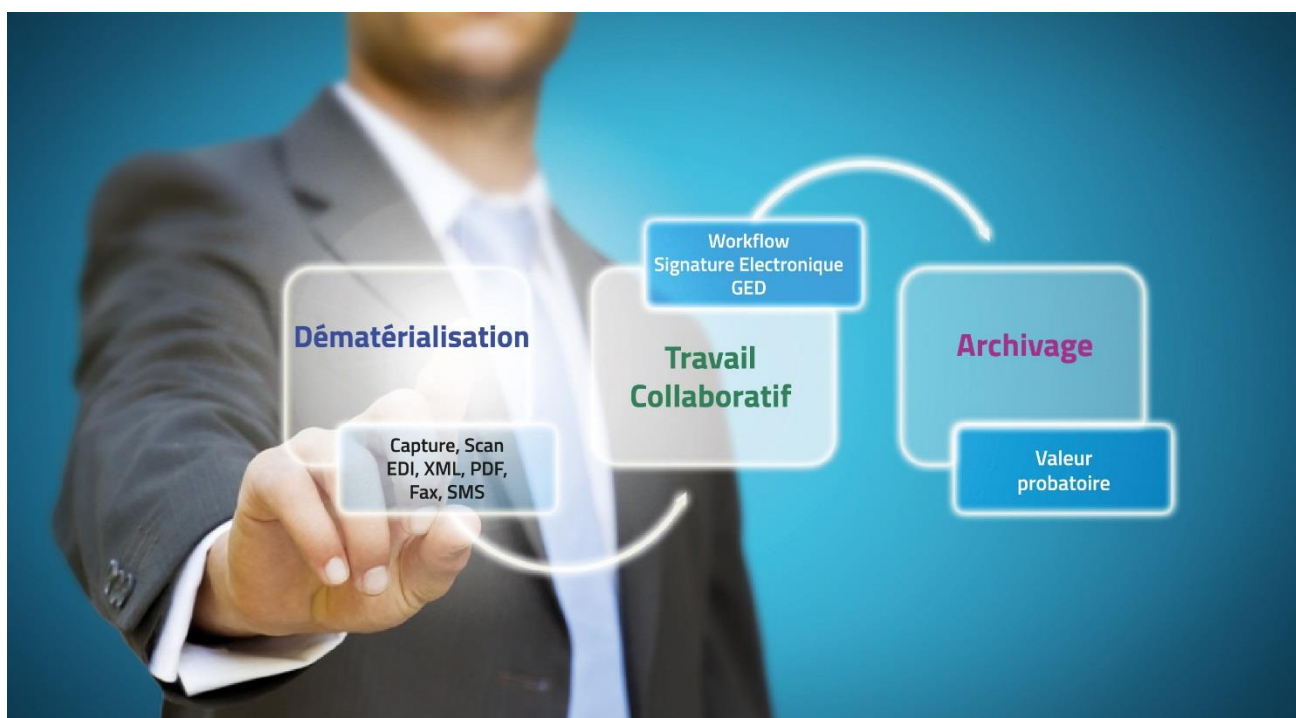 Dématérialisation
Capture, Scan
EDI, XML, PDF,
Fax, SMS
Workflow
Signature Electronique
GED
Travail
Collaboratif
Archivage
Valeur
probatoire